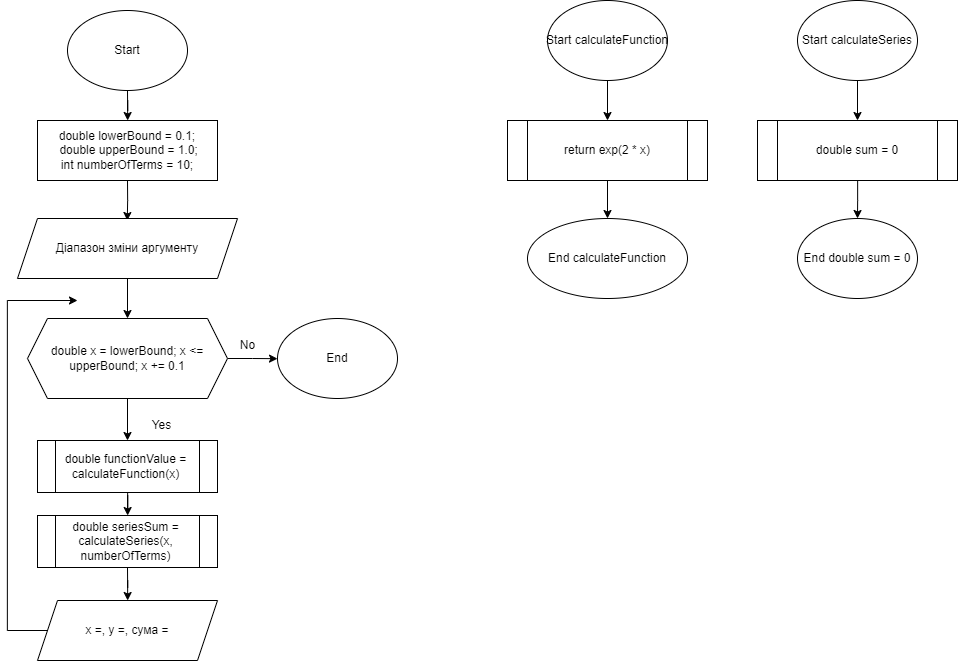 Start
double lowerBound = 0.1;
double upperBound = 1.0;
int numberOfTerms = 10;
Діапазон зміни аргументу
double x = lowerBound; x <=
upperBound; x += 0.1
No
End
Yes
double functionValue =
calculateFunction(x)
double seriesSum =
calculateSeries(x,
numberOfTerms)
x =, y =, сума =
Start calculateFunction
return exp(2 * x)
End calculateFunction
Start calculateSeries
double sum = 0
End double sum = 0